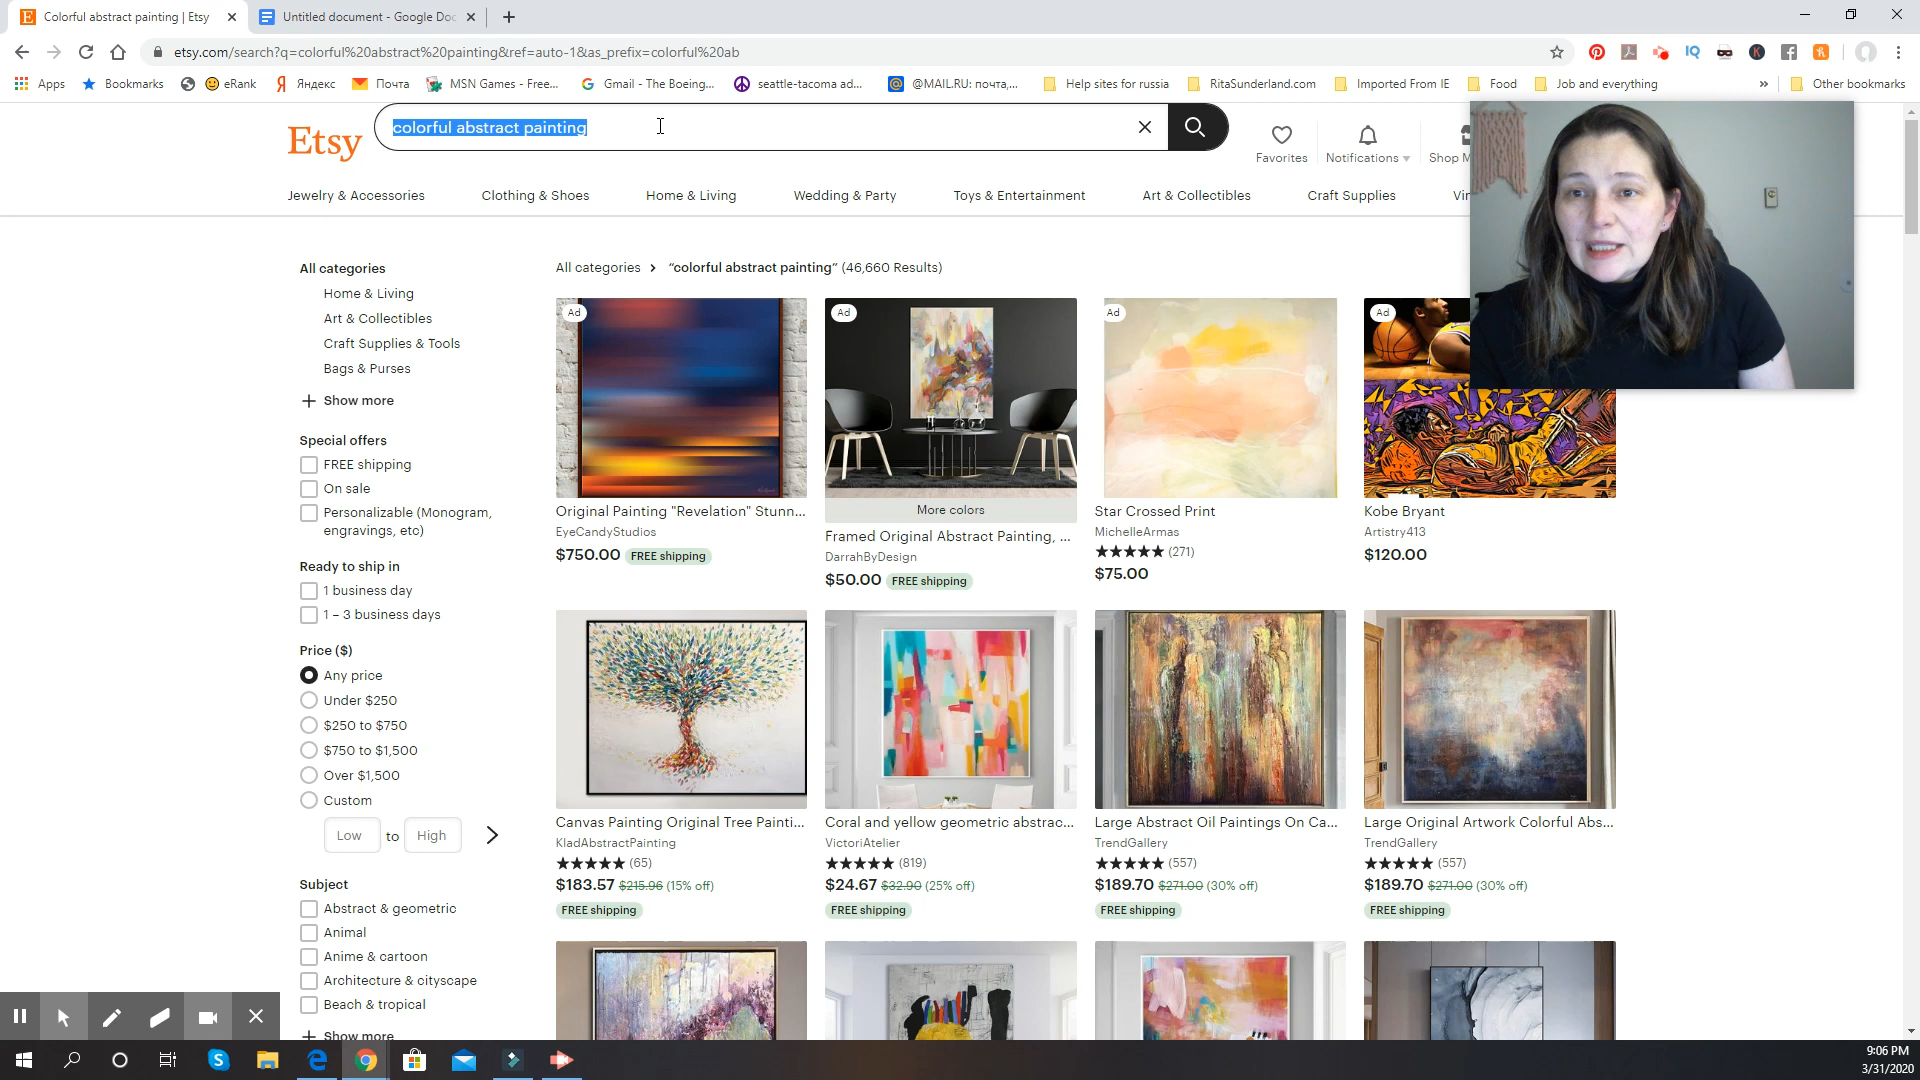 Colorful abstract painting | Etsy
Untitled document - Google Doc
etsy.com/search?q=colorful%20abstract%20painting&ref=auto-1&as_prefix=colorful%20ab
Apps
Bookmarks
eRank
Яндекс
Почта
MSN Games - Free...
Gmail - The Boeing...
seattle-tacoma ad...
@MAIL.RU: почта,...
Help sites for russia
RitaSunderland.com
Imported From IE
Food
Job and everything
»
Other bookmarks
Etsy
colorful abstract painting
Favorites
Notifications
Shop M
Jewelry & Accessories
Clothing & Shoes
Home & Living
Wedding & Party
Toys & Entertainment
Art & Collectibles
Craft Supplies
Vin
All categories
Home & Living
Art & Collectibles
Craft Supplies & Tools
Bags & Purses
+ Show more
Special offers
FREE shipping
On sale
Personalizable (Monogram,
engravings, etc)
Ready to ship in
1 business day
1 – 3 business days
Price ($)
Any price
Under $250
$250 to $750
$750 to $1,500
Over $1,500
Custom
Low to High
Subject
Abstract & geometric
Animal
Anime & cartoon
Architecture & cityscape
Beach & tropical
+ Show more
All categories > “colorful abstract painting” (46,660 Results)
Ad
Ad
Ad
Ad
More colors
Original Painting "Revelation" Stunn...
EyeCandyStudios
$750.00 FREE shipping
Framed Original Abstract Painting, ...
DarrahByDesign
$50.00 FREE shipping
Star Crossed Print
MichelleArmas
★★★★★ (271)
$75.00
Kobe Bryant
Artistry413
$120.00
Canvas Painting Original Tree Painti...
KladAbstractPainting
★★★★★ (65)
$183.57 $215.96 (15% off)
FREE shipping
Coral and yellow geometric abstrac...
VictoriAtelier
★★★★★ (819)
$24.67 $32.90 (25% off)
FREE shipping
Large Abstract Oil Paintings On Ca...
TrendGallery
★★★★★ (557)
$189.70 $271.00 (30% off)
FREE shipping
Large Original Artwork Colorful Abs...
TrendGallery
★★★★★ (557)
$189.70 $271.00 (30% off)
FREE shipping
9:06 PM
3/31/2020